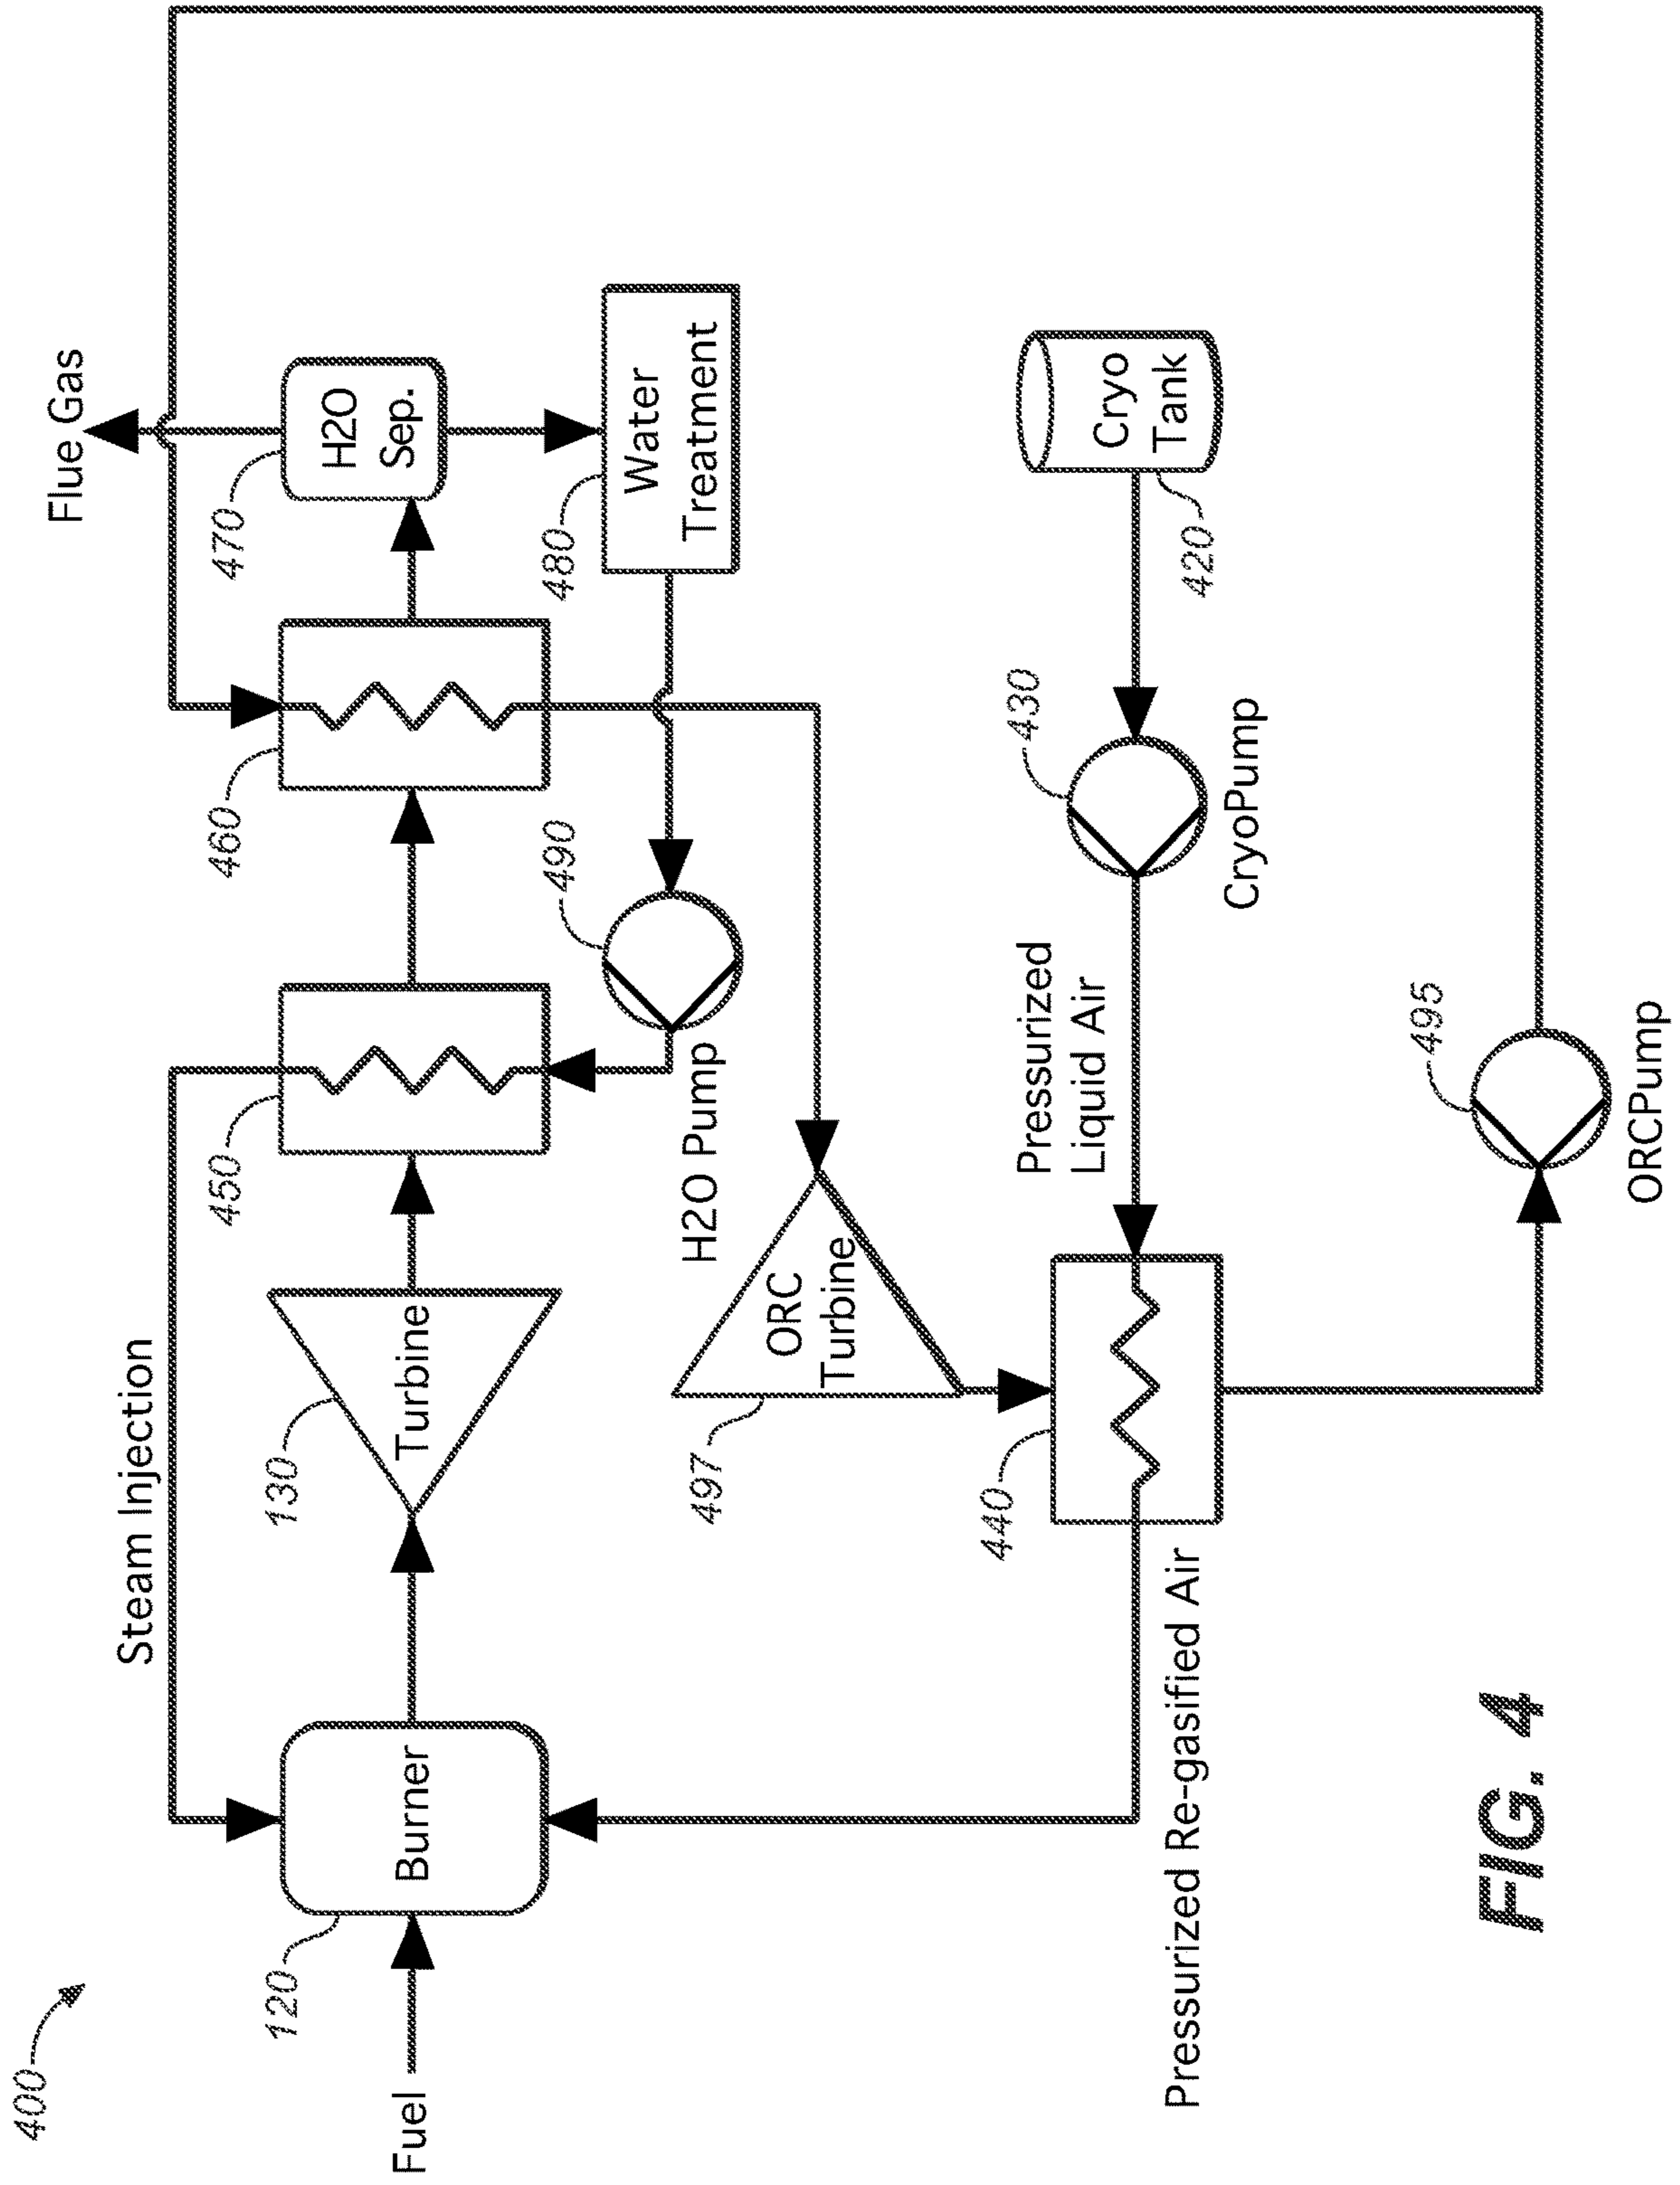 400
Flue Gas
Steam Injection
470
H2O
Sep.
460
450
130
Turbine
120
Burner
Fuel
480
Water
Treatment
490
H2O Pump
ORC
Turbine
497
Cryo
Tank
420
430
CryoPump
Pressurized
Liquid Air
440
Pressurized Re-gasified Air
495
ORCPump
FIG. 4